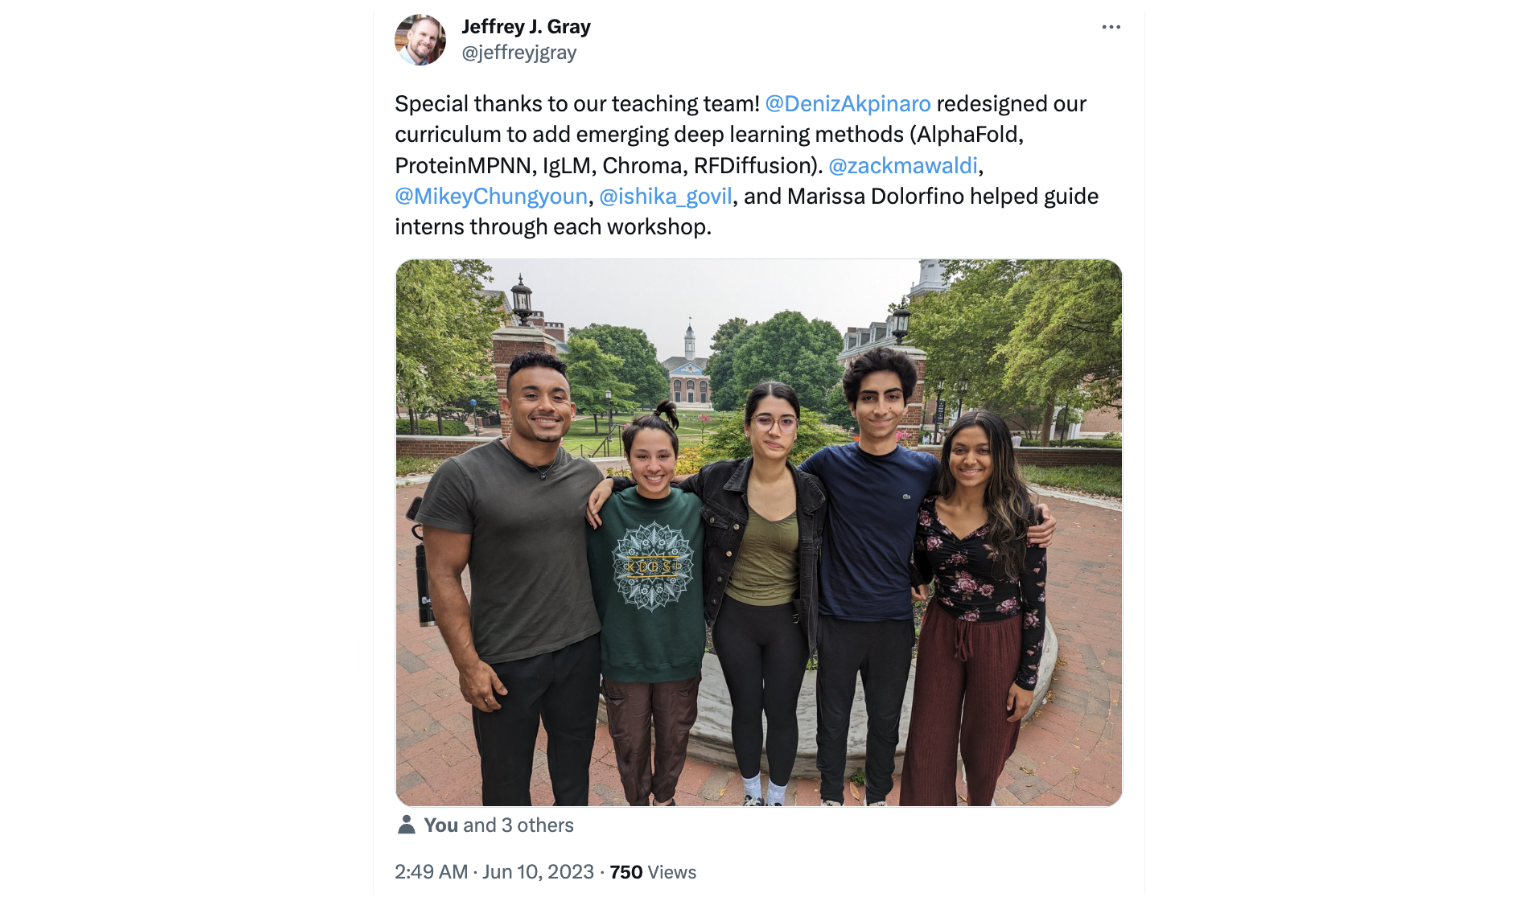 Jeffrey J. Gray
@jeffreyjgray
Special thanks to our teaching team! @DenizAkpinaro redesigned our
curriculum to add emerging deep learning methods (AlphaFold,
ProteinMPNN, IgLM, Chroma, RFDiffusion). @zackmawaldi,
@MikeyChungyoun, @ishika_govil, and Marissa Dolorfino helped guide
interns through each workshop.
You and 3 others
2:49 AM · Jun 10, 2023 · 750 Views